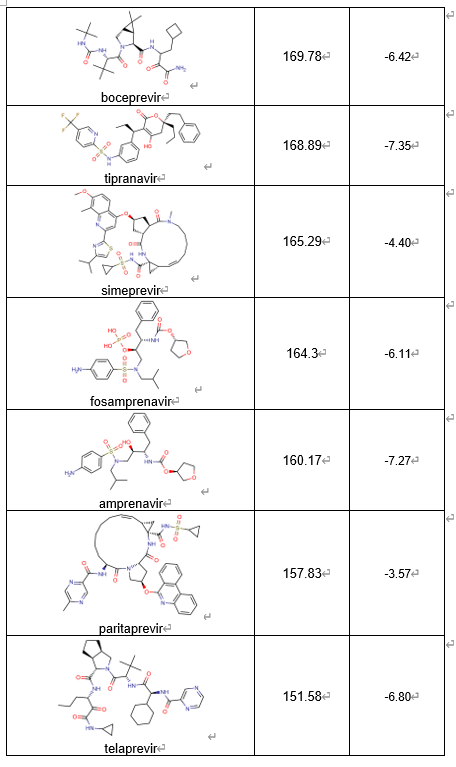 boceprevir 169.78 -6.42
tipranavir 168.89 -7.35
simeprevir 165.29 -4.40
fosamprenavir 164.3 -6.11
amprenavir 160.17 -7.27
paritaprevir 157.83 -3.57
telaprevir 151.58 -6.80